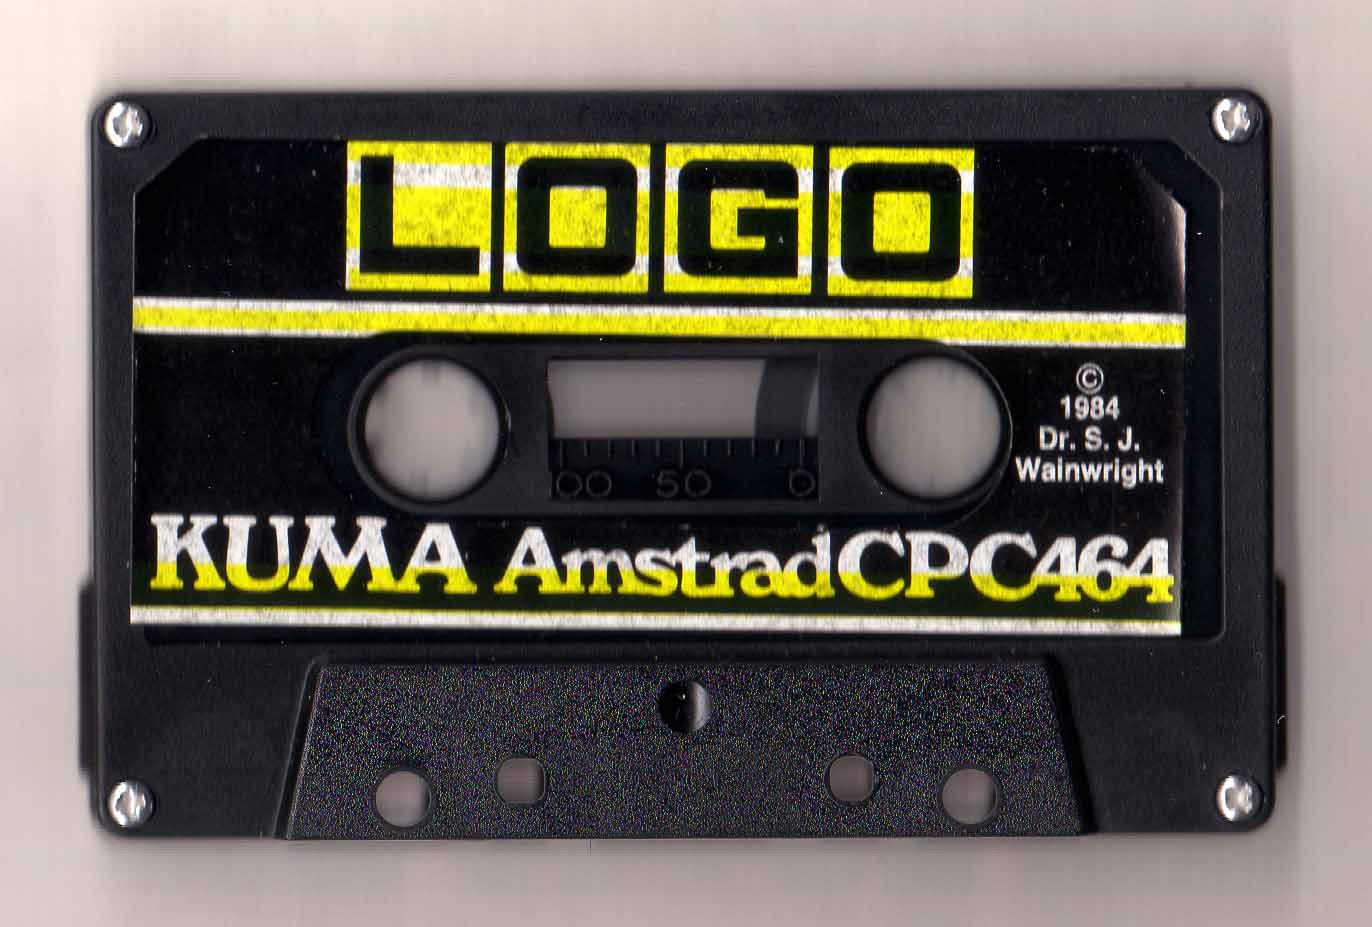 LOGO
©
1984
Dr. S. J.
Wainwright
00 50 0
KUMA Amstrad CPC464